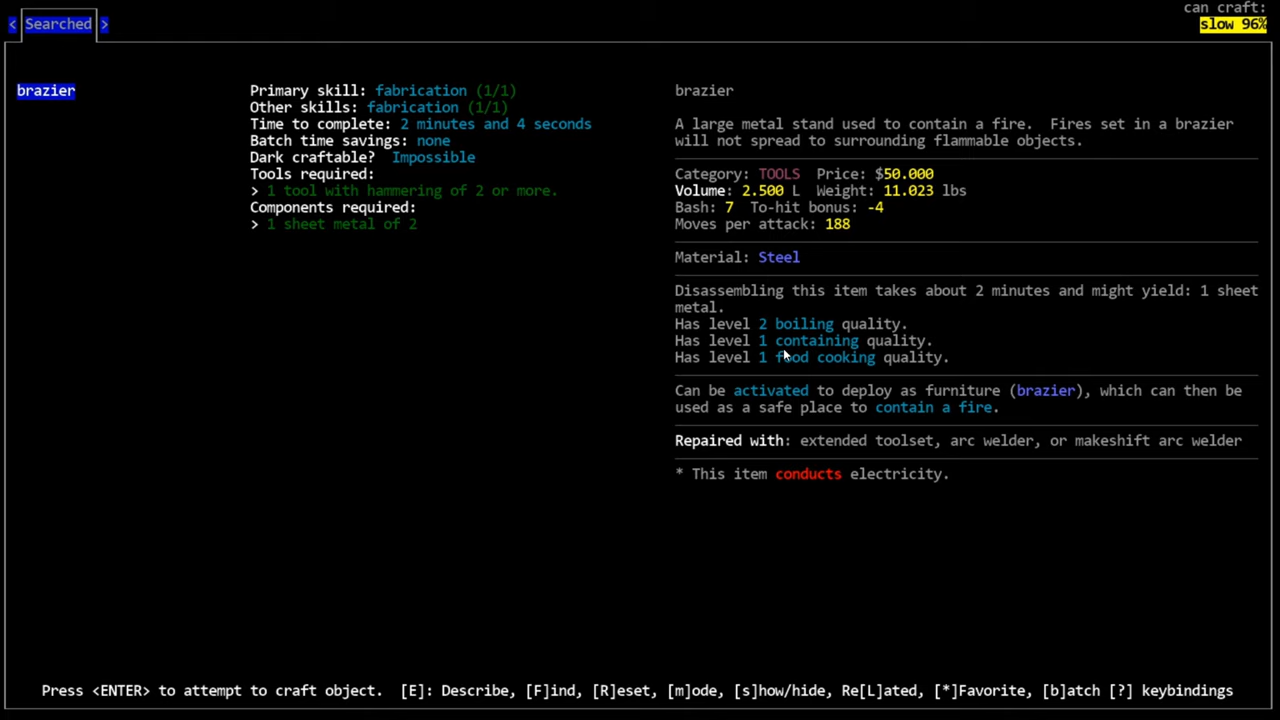 can craft:
< Searched >
slow 96%
brazier
Primary skill: fabrication (1/1)
Other skills: fabrication (1/1)
Time to complete: 2 minutes and 4 seconds
Batch time savings: none
Dark craftable? Impossible
Tools required:
> 1 tool with hammering of 2 or more.
Components required:
> 1 sheet metal of 2
brazier
A large metal stand used to contain a fire. Fires set in a brazier
will not spread to surrounding flammable objects.
Category: TOOLS Price: $50.000
Volume: 2.500 L Weight: 11.023 lbs
Bash: 7 To-hit bonus: -4
Moves per attack: 188
Material: Steel
Disassembling this item takes about 2 minutes and might yield: 1 sheet
metal.
Has level 2 boiling quality.
Has level 1 containing quality.
Has level 1 food cooking quality.
Can be activated to deploy as furniture (brazier), which can then be
used as a safe place to contain a fire.
Repaired with: extended toolset, arc welder, or makeshift arc welder
* This item conducts electricity.
Press <ENTER> to attempt to craft object. [E]: Describe, [F]ind, [R]eset, [m]ode, [s]how/hide, Re[L]ated, [*]Favorite, [b]atch [?] keybindings